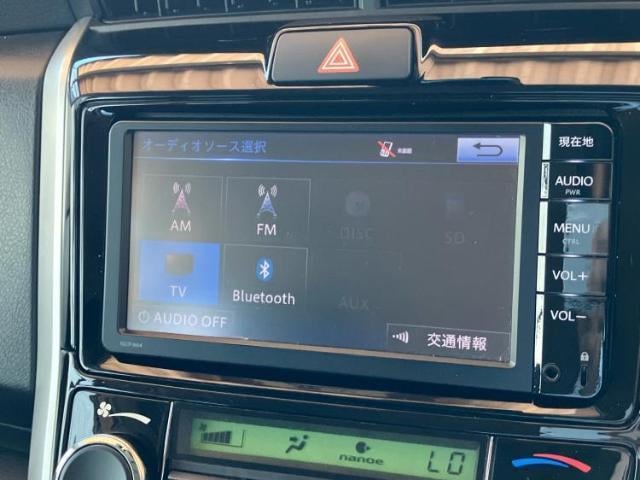 オーディオソース選択
現在地
AM
FM
DISC
SD
AUDIO
PWR
MENU
CTRL
TV
Bluetooth
AUX
VOL+
AUDIO OFF
交通情報
VOL-
nanoe
LO